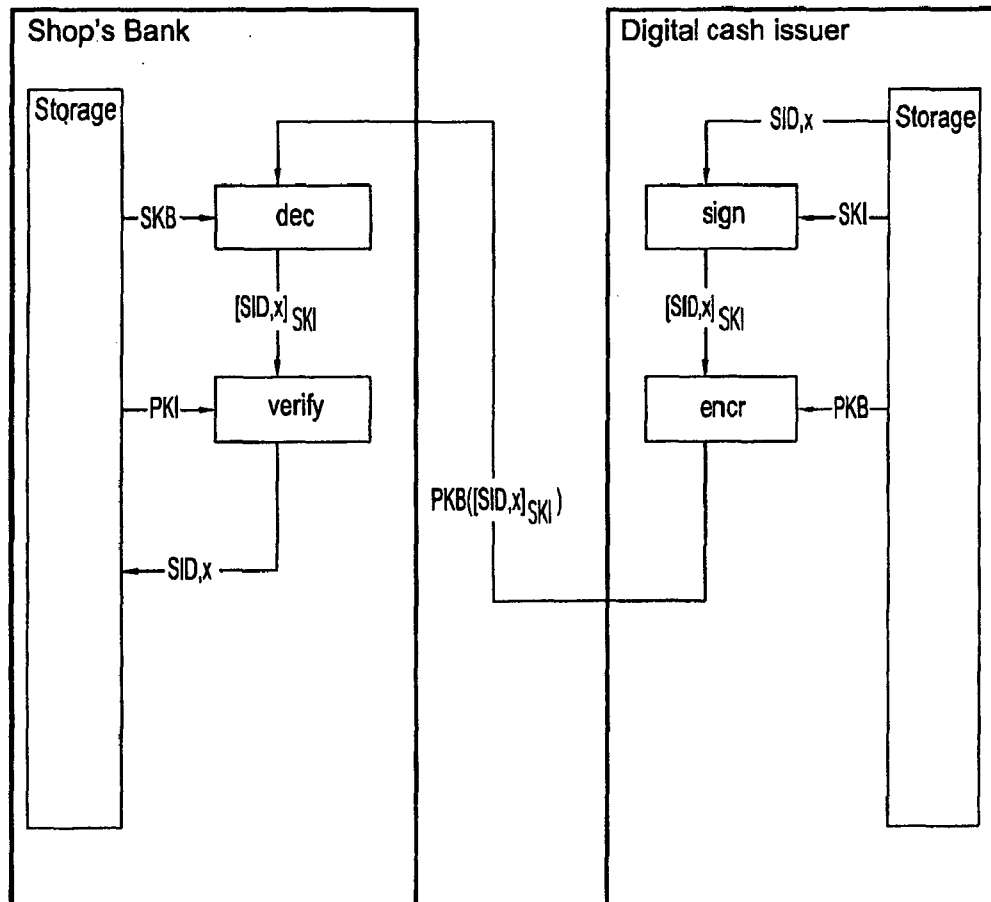 Shop's Bank
Storage
SKB
dec
[SID,x] SKI
PKI
verify
SID,x
PKB([SID,x]SKI)
Digital cash issuer
SID,x
Storage
sign
SKI
[SID,x] SKI
encr
PKB